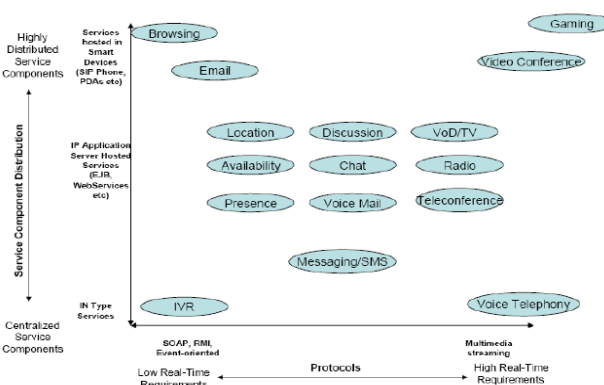 Highly
Distributed
Service
Components
Services
hosted in
Smart
Devices
(SIP Phone,
PDAs etc)
Browsing
Gaming
Email
Video Conference
Service Component Distribution
IP Application
Server Hosted
Services
(EJB,
WebServices
etc)
Location
Discussion
VoD/TV
Availability
Chat
Radio
Presence
Voice Mail
Teleconference
Messaging/SMS
IN Type
Services
IVR
Voice Telephony
Centralized
Service
Components
SOAP, RMI,
Event-oriented
Multimedia
streaming
Low Real-Time
Requirements
Protocols
High Real-Time
Requirements